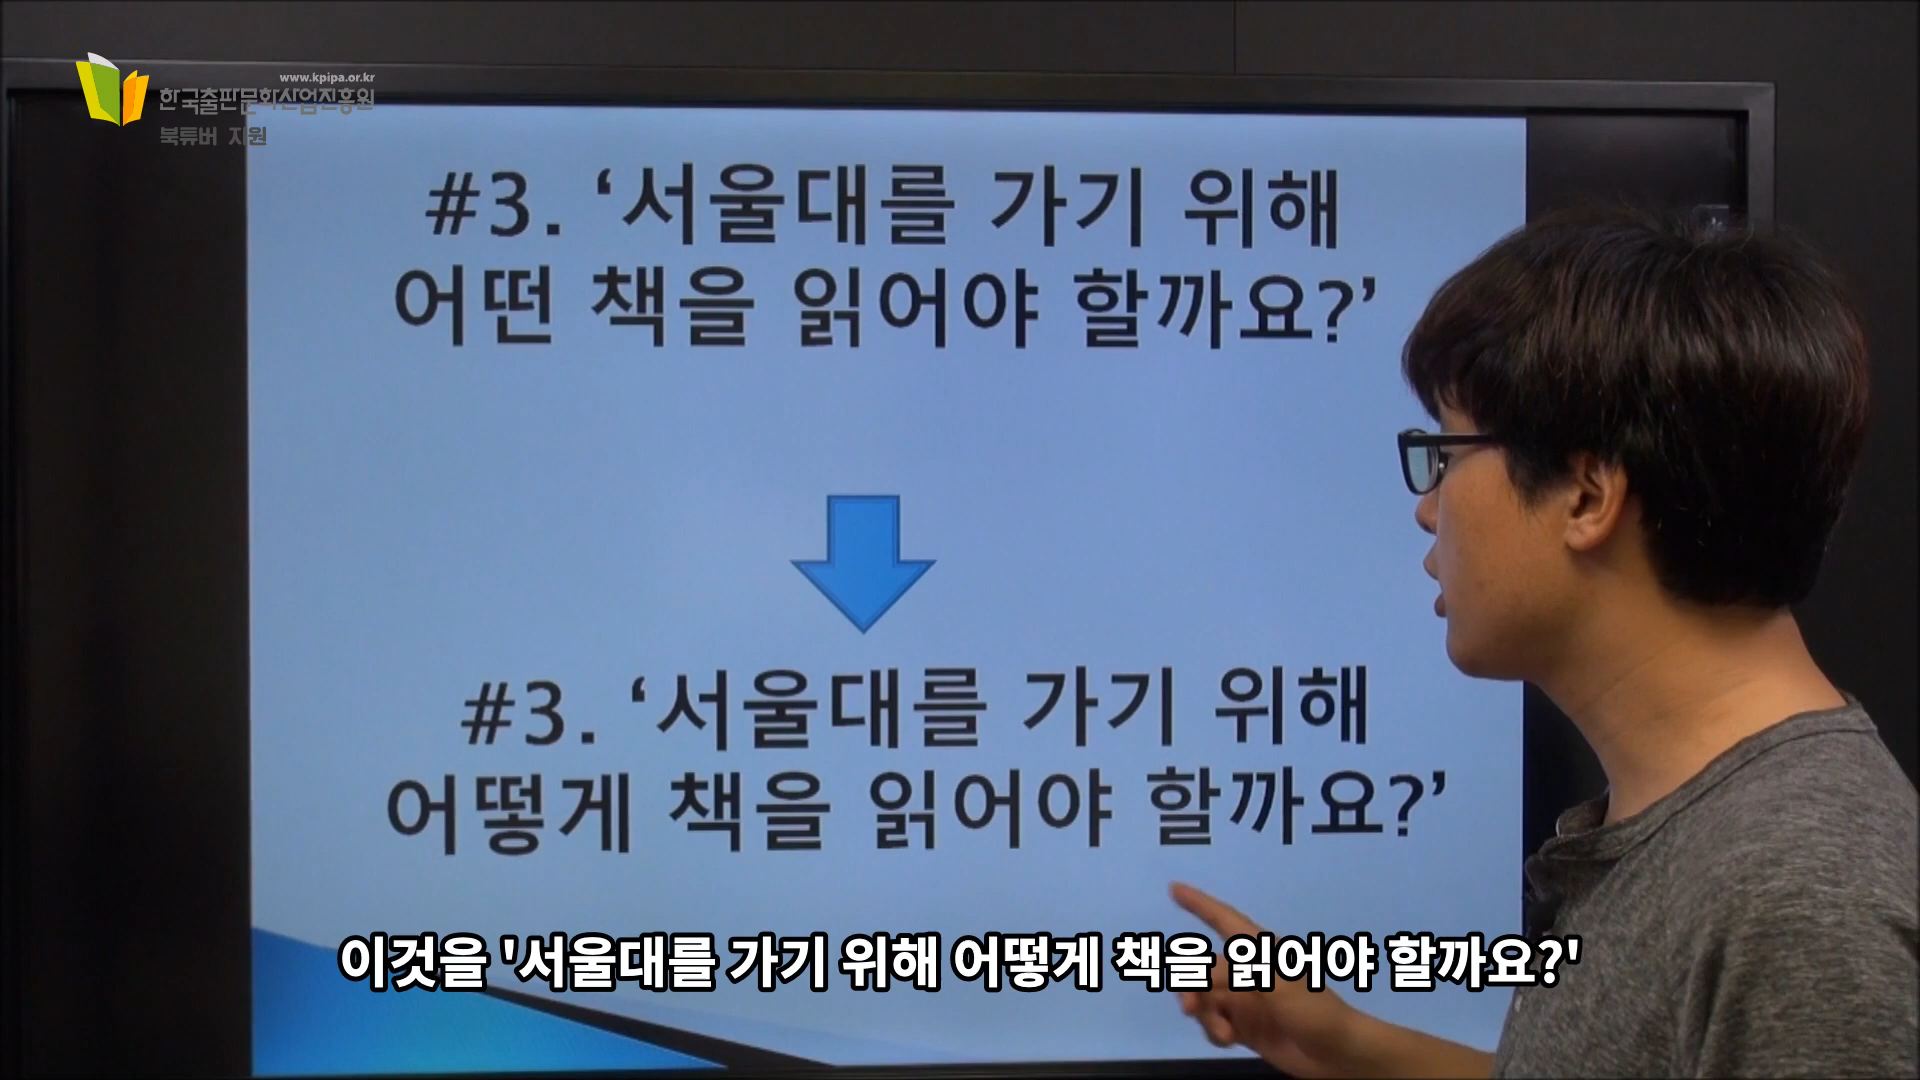 www.kpipa.or.kr
한국출판문화산업진흥원
북튜버 지원
#3. ‘서울대를 가기 위해
어떤 책을 읽어야 할까요?’
#3. ‘서울대를 가기 위해
어떻게 책을 읽어야 할까요?’
이것을 '서울대를 가기 위해 어떻게 책을 읽어야 할까요?'